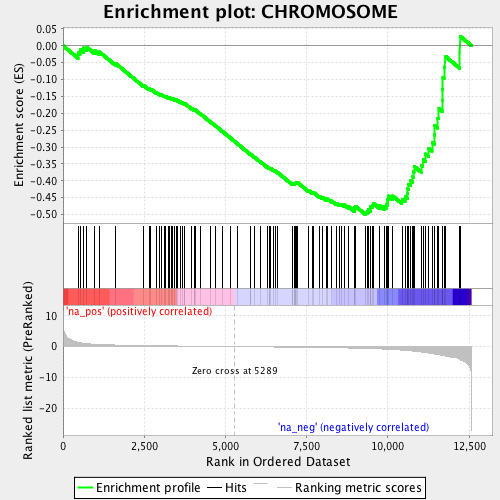 Enrichment plot: CHROMOSOME
Enrichment score (ES)
0.05
0.00
-0.05
-0.10
-0.15
-0.20
-0.25
-0.30
-0.35
-0.40
-0.45
-0.50
Ranked list metric (PreRanked)
'na_pos' (positively correlated)
10
5
0
-5
-10
-15
-20
Zero cross at 5289
'na_neg' (negatively correlated)
0
2,500
5,000
7,500
10,000
12,500
Rank in Ordered Dataset
Enrichment profile
Hits
Ranking metric scores